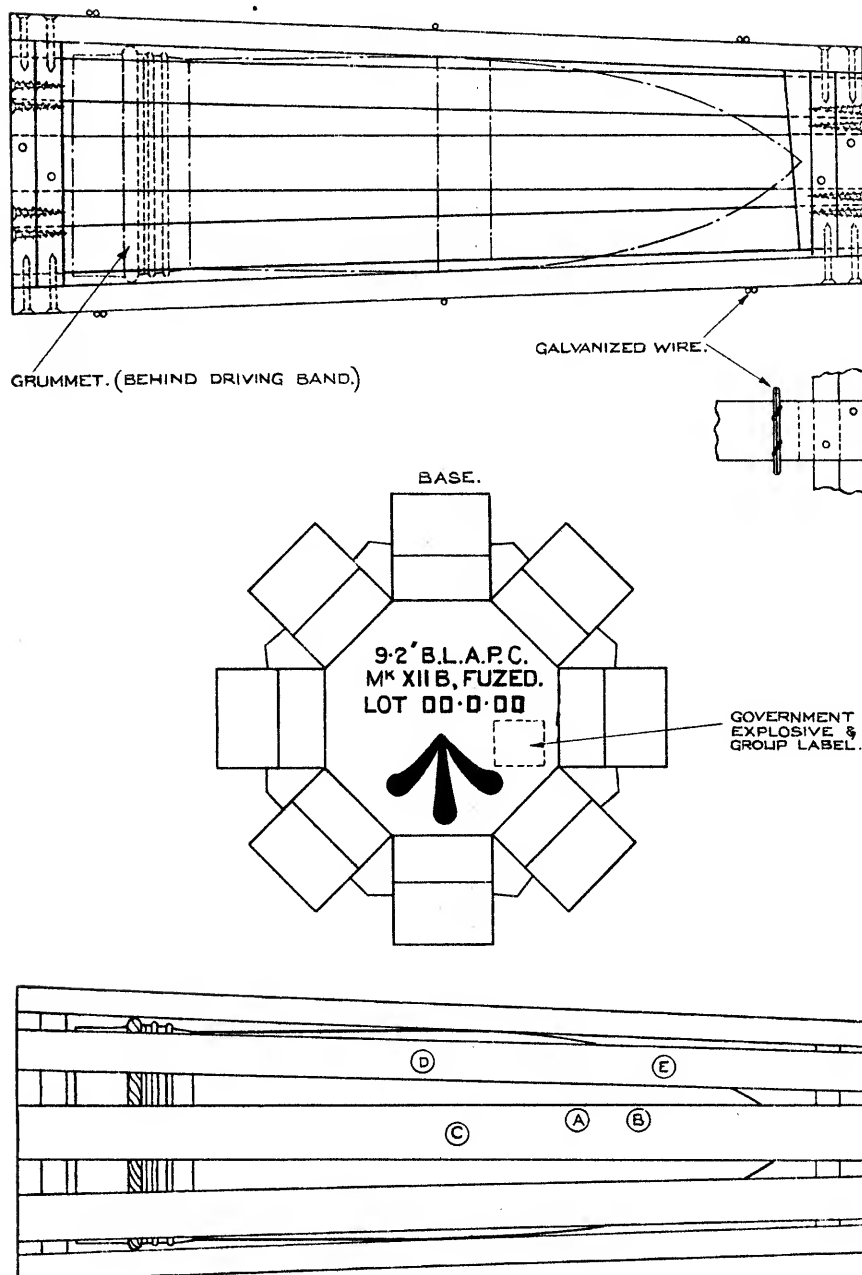 GRUMMET. (BEHIND DRIVING BAND.)
GALVANIZED WIRE.
BASE.
9·2" B.L.A.P.C.
MK XII B, FUZED.
LOT 00·0·00
GOVERNMENT
EXPLOSIVE &
GROUP LABEL.
D
E
A
B
C